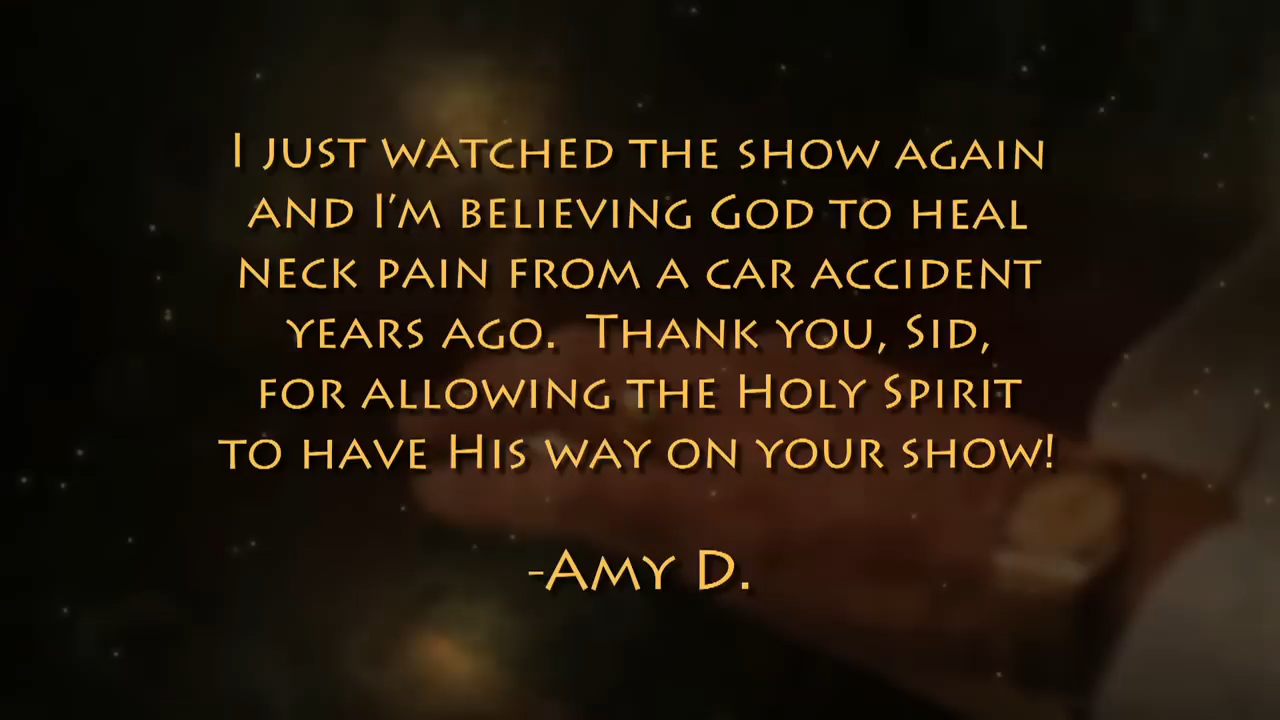 I JUST WATCHED THE SHOW AGAIN
AND I'M BELIEVING GOD TO HEAL
NECK PAIN FROM A CAR ACCIDENT
YEARS AGO. THANK YOU, SID,
FOR ALLOWING THE HOLY SPIRIT
TO HAVE HIS WAY ON YOUR SHOW!
-AMY D.